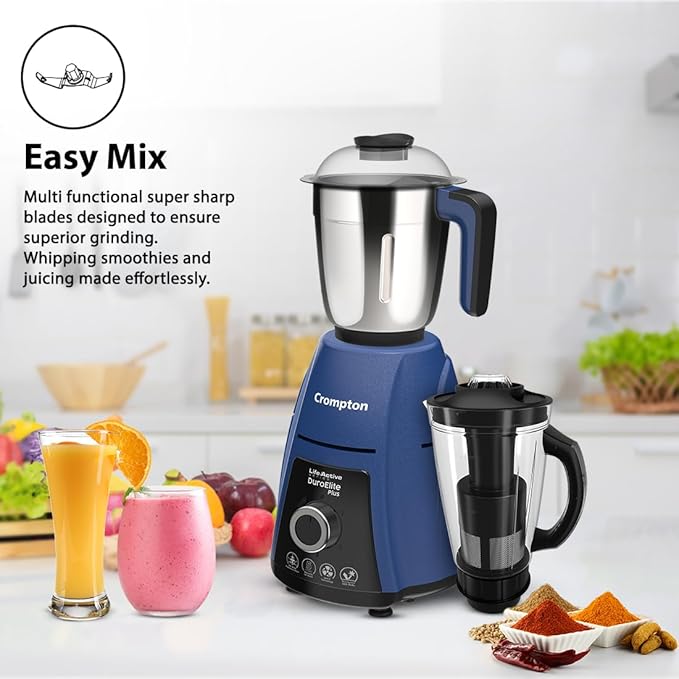 Easy Mix
Multi functional super sharp
blades designed to ensure
superior grinding.
Whipping smoothies and
juicing made effortlessly.
Crompton
Life-Active
DuroElite
Plus